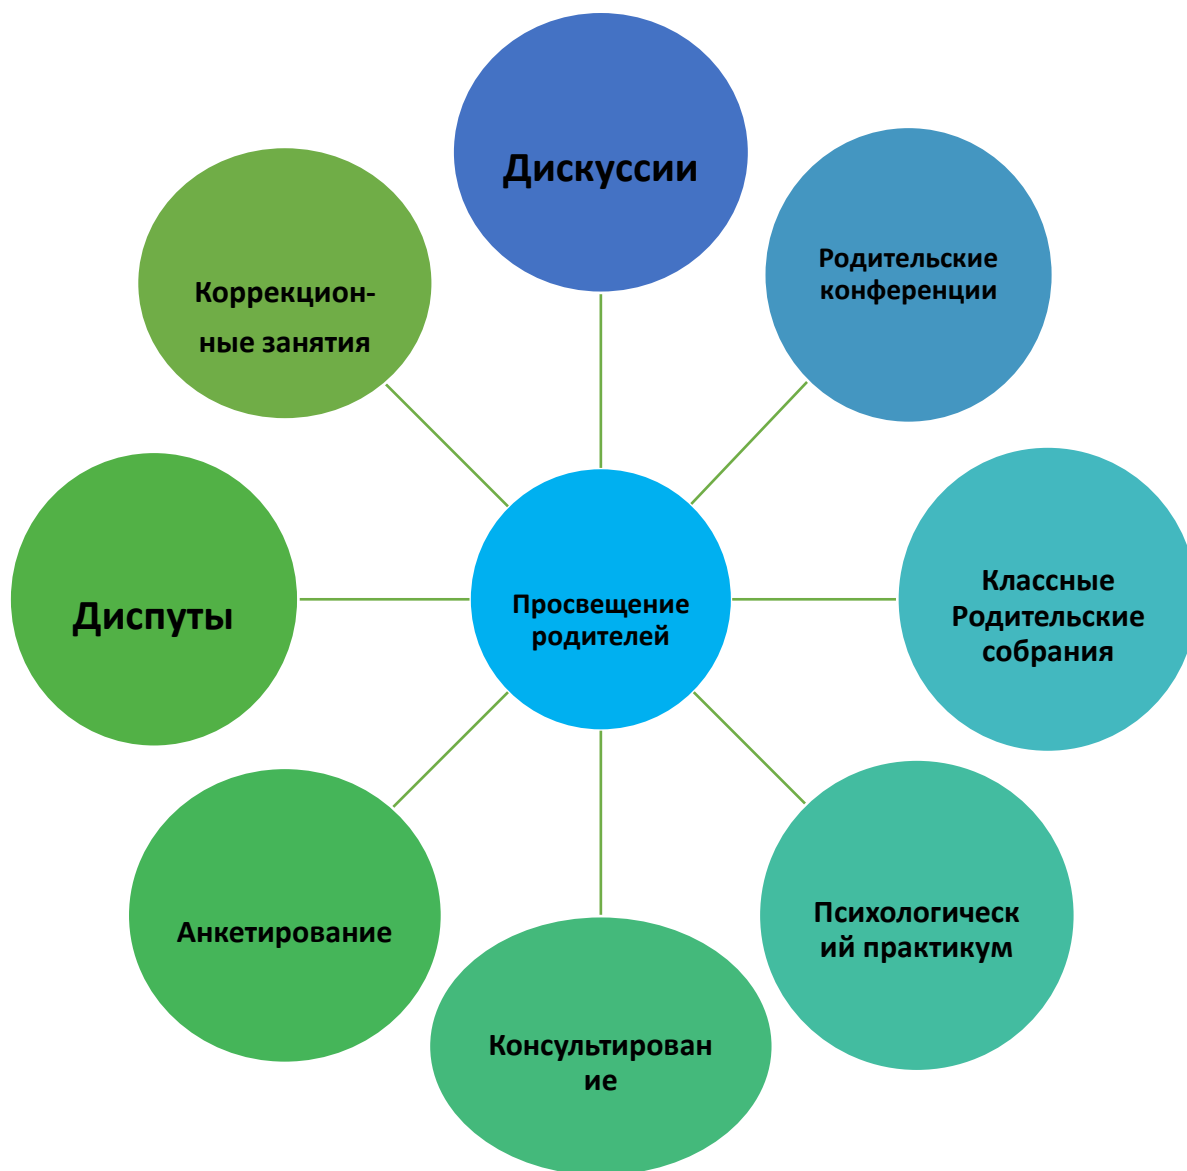 Дискуссии
Родительские
конференции
Коррекцион-
ные занятия
Классные
Родительские
собрания
Просвещение
родителей
Диспуты
Психологическ
ий практикум
Анкетирование
Консультирован
ие